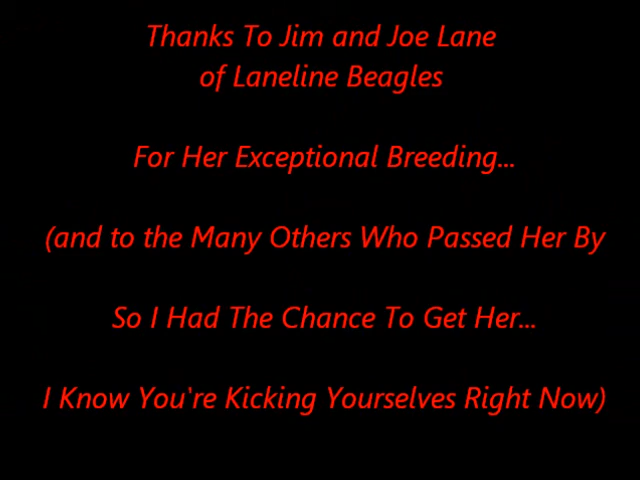 Thanks To Jim and Joe Lane
of Laneline Beagles
For Her Exceptional Breeding...
(and to the Many Others Who Passed Her By
So I Had The Chance To Get Her...
I Know You're Kicking Yourselves Right Now)